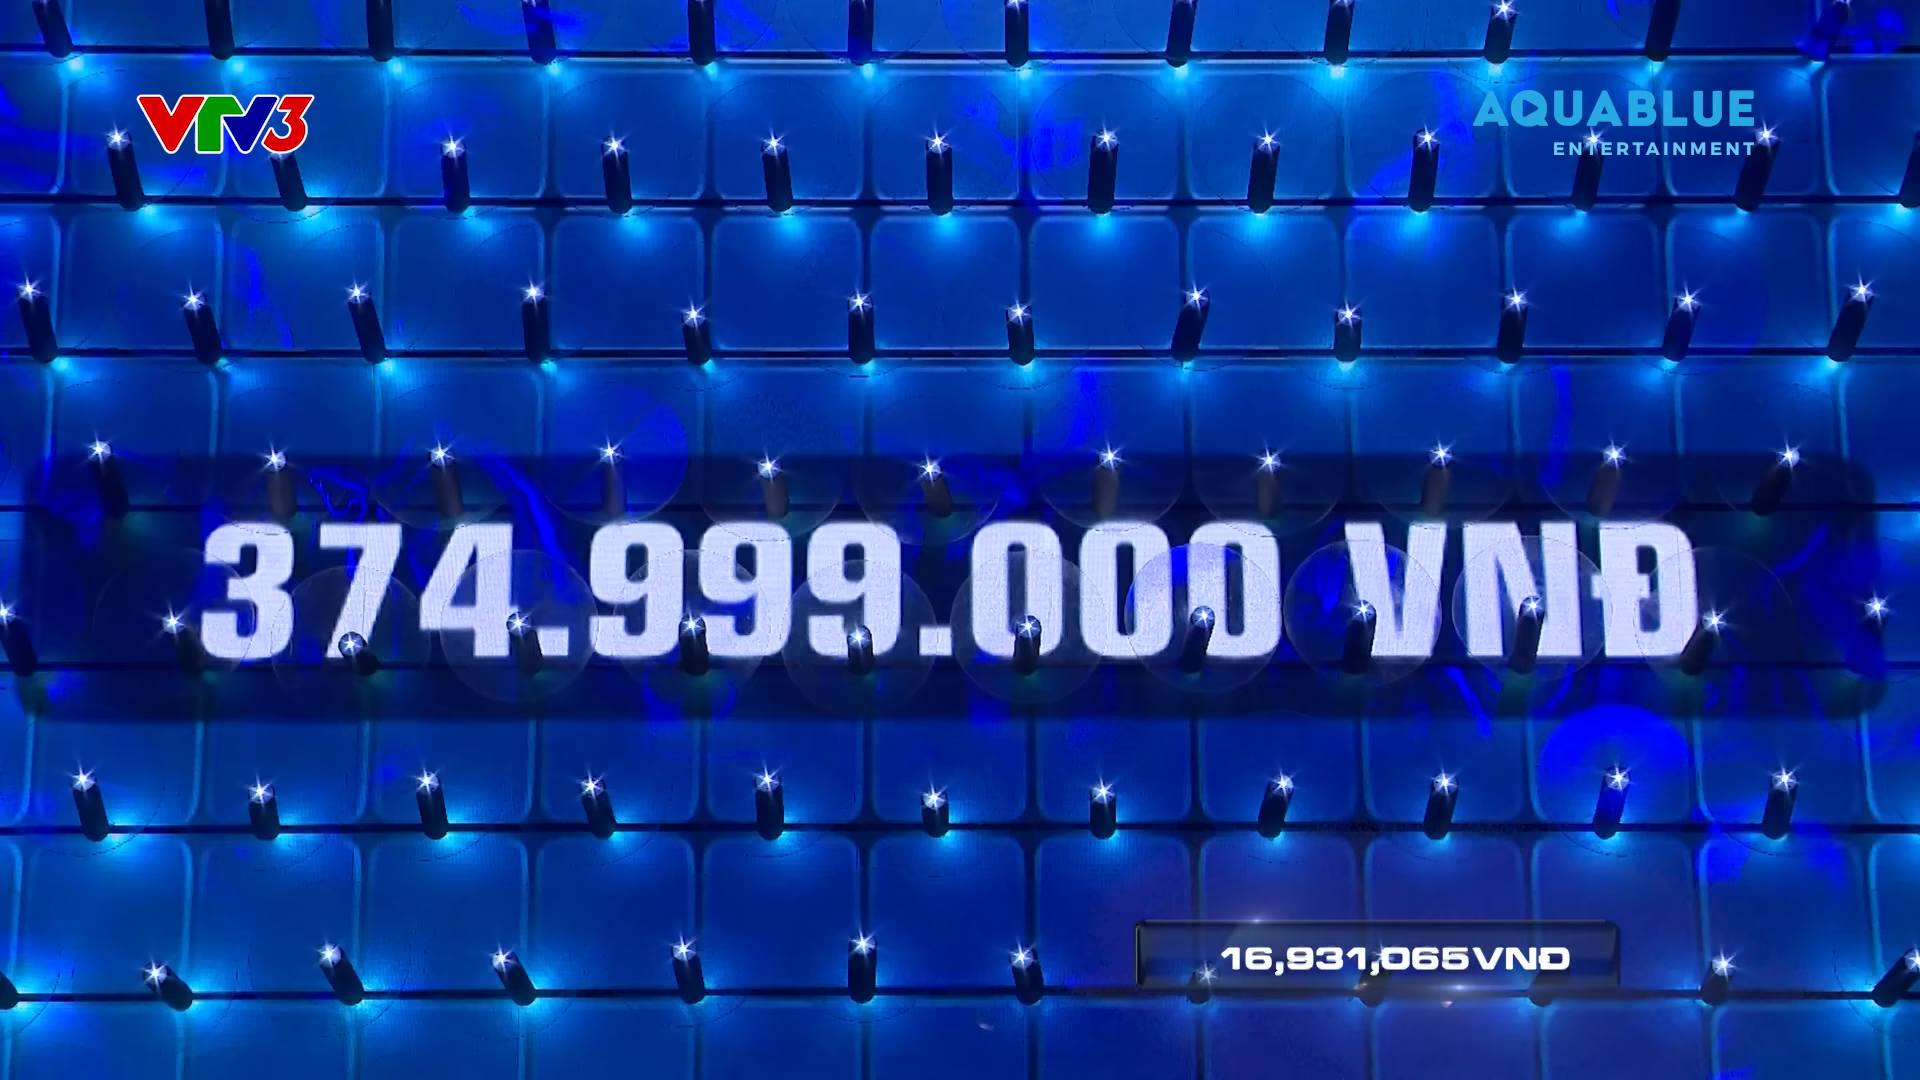 VTV3
AQUABLUE
ENTERTAINMENT
374.999.000 VNĐ
16,931,065VNĐ